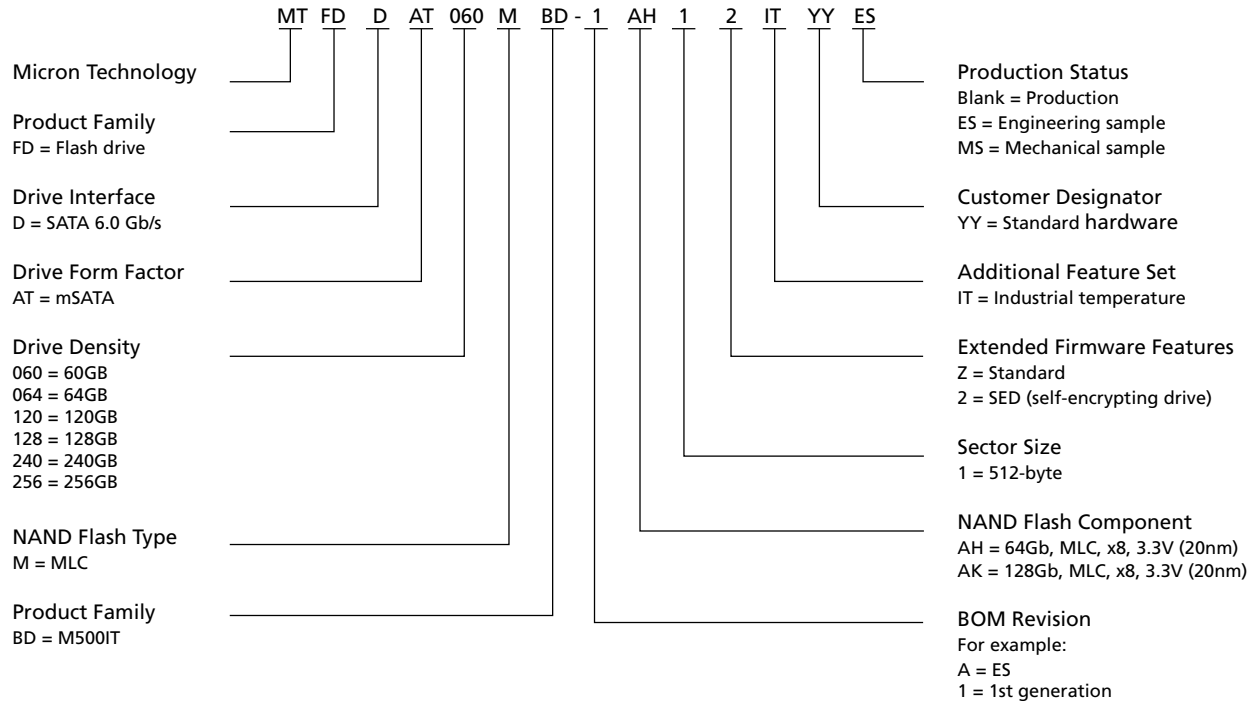 MT FD D AT 060 M BD - 1 AH 1 2 IT YY ES
Micron Technology
Product Family
FD = Flash drive
Drive Interface
D = SATA 6.0 Gb/s
Drive Form Factor
AT = mSATA
Drive Density
060 = 60GB
064 = 64GB
120 = 120GB
128 = 128GB
240 = 240GB
256 = 256GB
NAND Flash Type
M = MLC
Product Family
BD = M500IT
Production Status
Blank = Production
ES = Engineering sample
MS = Mechanical sample
Customer Designator
YY = Standard hardware
Additional Feature Set
IT = Industrial temperature
Extended Firmware Features
Z = Standard
2 = SED (self-encrypting drive)
Sector Size
1 = 512-byte
NAND Flash Component
AH = 64Gb, MLC, x8, 3.3V (20nm)
AK = 128Gb, MLC, x8, 3.3V (20nm)
BOM Revision
For example:
A = ES
1 = 1st generation